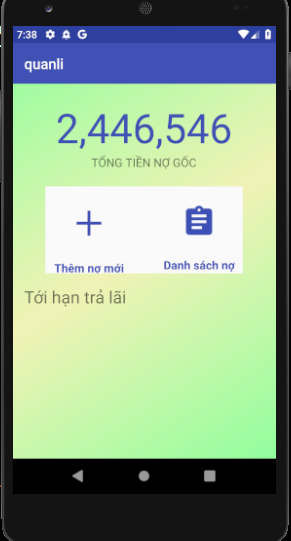 7:38 G
quanli
2,446,546
TỔNG TIỀN NỢ GỐC
Thêm nợ mới
Danh sách nợ
Tới hạn trả lãi